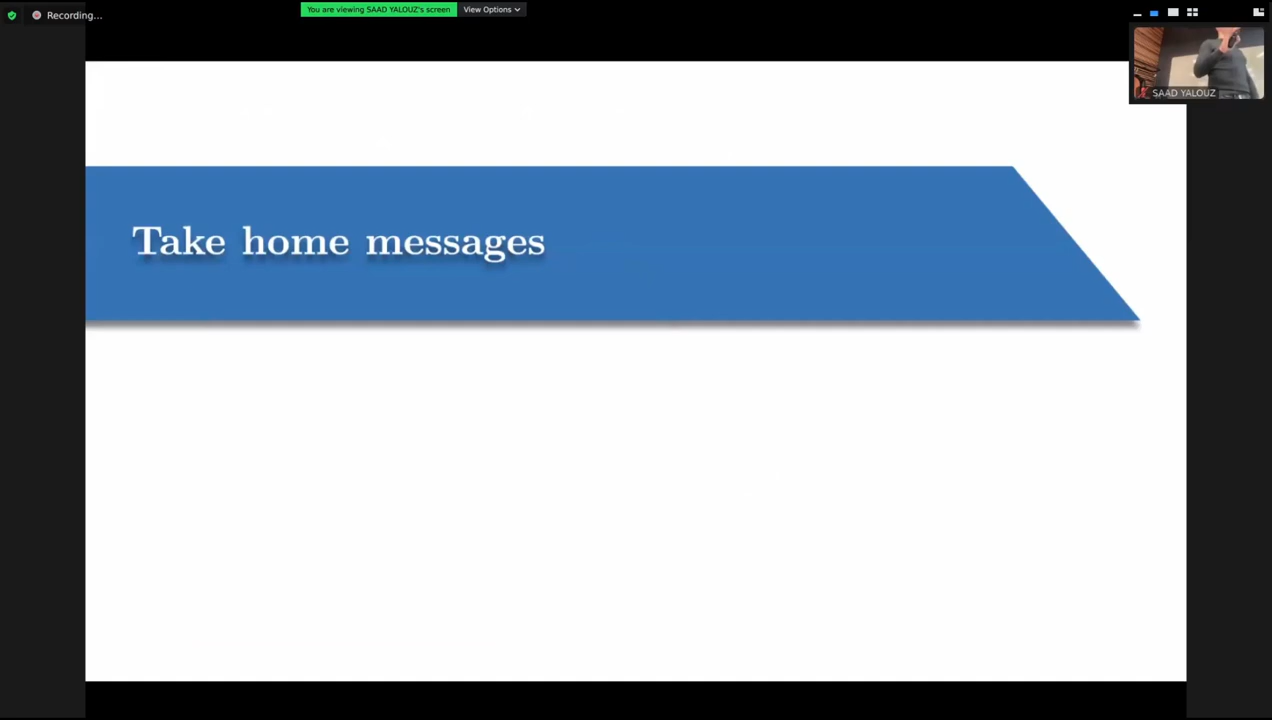 Recording...
You are viewing SAAD YALOUZ's screen
View Options
SAAD YALOUZ
Take home messages